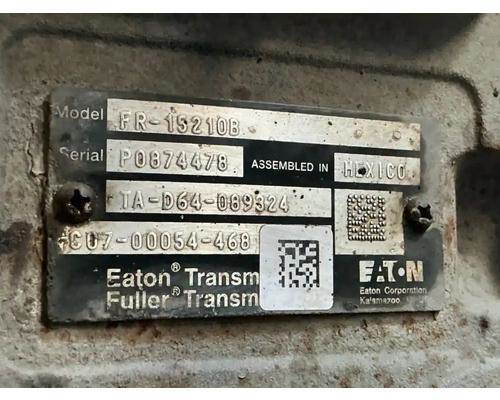 Model FR-15210B
Serial P0874478 ASSEMBLED IN MEXICO
TA-D64-089324
CU7-00054-468
Eaton® Transm
Fuller® Transm
EATON
Eaton Corporation
Kalamazoo,